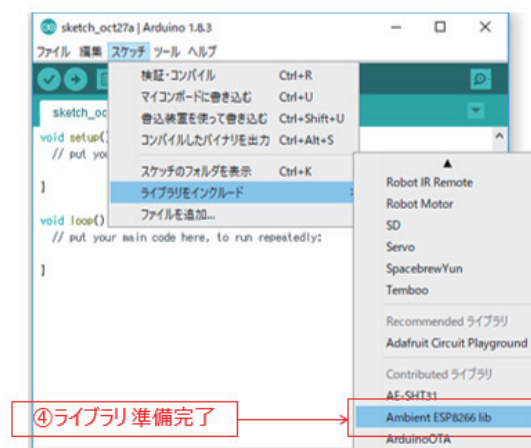 sketch_oct27a | Arduino 1.8.3
ファイル 編集 スケッチ ツール ヘルプ
検証・コンパイル Ctrl+R
マイコンボードに書き込む Ctrl+U
書込装置を使って書き込む Ctrl+Shift+U
コンパイルしたバイナリを出力 Ctrl+Alt+S
スケッチのフォルダを表示 Ctrl+K
ライブラリをインクルード
ファイルを追加...
sketch_oc
void setup()
// put you
}
void loop()
// put your main code here, to run repeatedly:
}
Robot IR Remote
Robot Motor
SD
Servo
SpacebrewYun
Temboo
Recommended ライブラリ
Adafruit Circuit Playground
Contributed ライブラリ
AE-SHT31
Ambient ESP8266 lib
ArduinoOTA
④ライブラリ準備完了